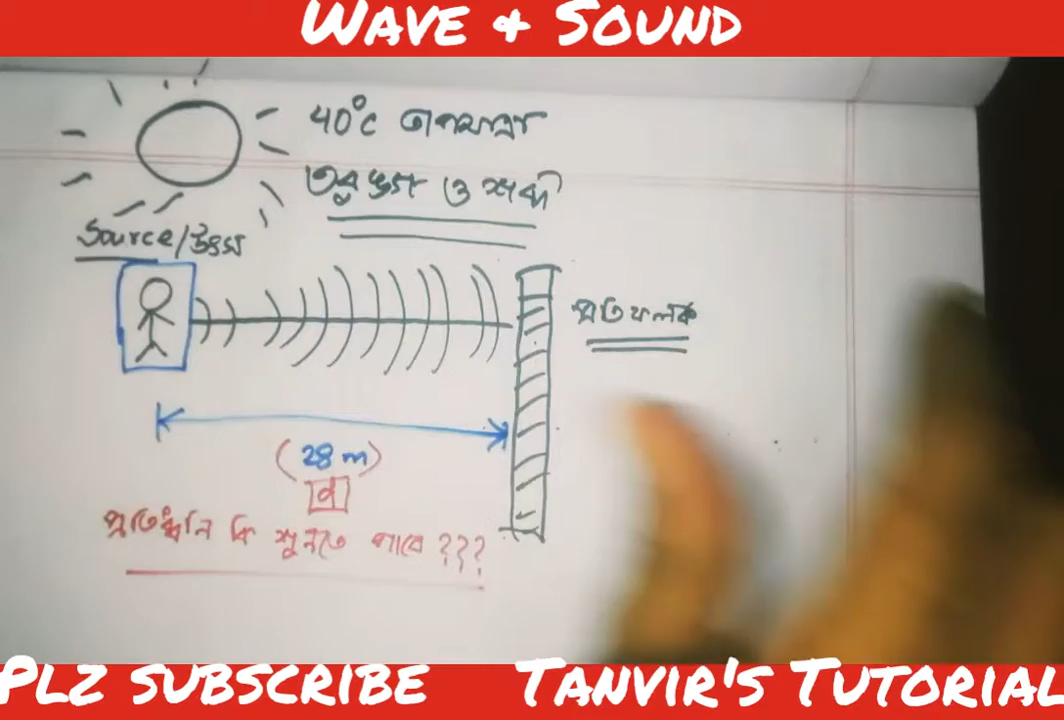 Wave & Sound
40°C তাপমাত্রা
তরঙ্গ ও শব্দ
Source/উৎস
প্রতিফলক
(28 m)
d
প্রতিধ্বনি কি শুনতে পাবে ???
Plz subscribe
Tanvir's Tutorial